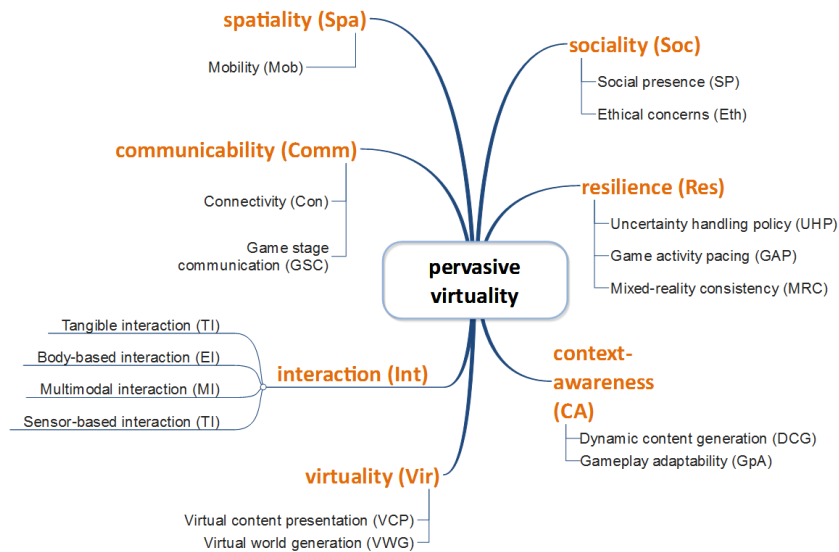 spatiality (Spa)
Mobility (Mob)
sociality (Soc)
Social presence (SP)
Ethical concerns (Eth)
communicability (Comm)
Connectivity (Con)
Game stage
communication (GSC)
resilience (Res)
Uncertainty handling policy (UHP)
Game activity pacing (GAP)
Mixed-reality consistency (MRC)
pervasive
virtuality
Tangible interaction (TI)
Body-based interaction (EI)
Multimodal interaction (MI)
Sensor-based interaction (TI)
interaction (Int)
context-
awareness
(CA)
Dynamic content generation (DCG)
Gameplay adaptability (GpA)
virtuality (Vir)
Virtual content presentation (VCP)
Virtual world generation (VWG)